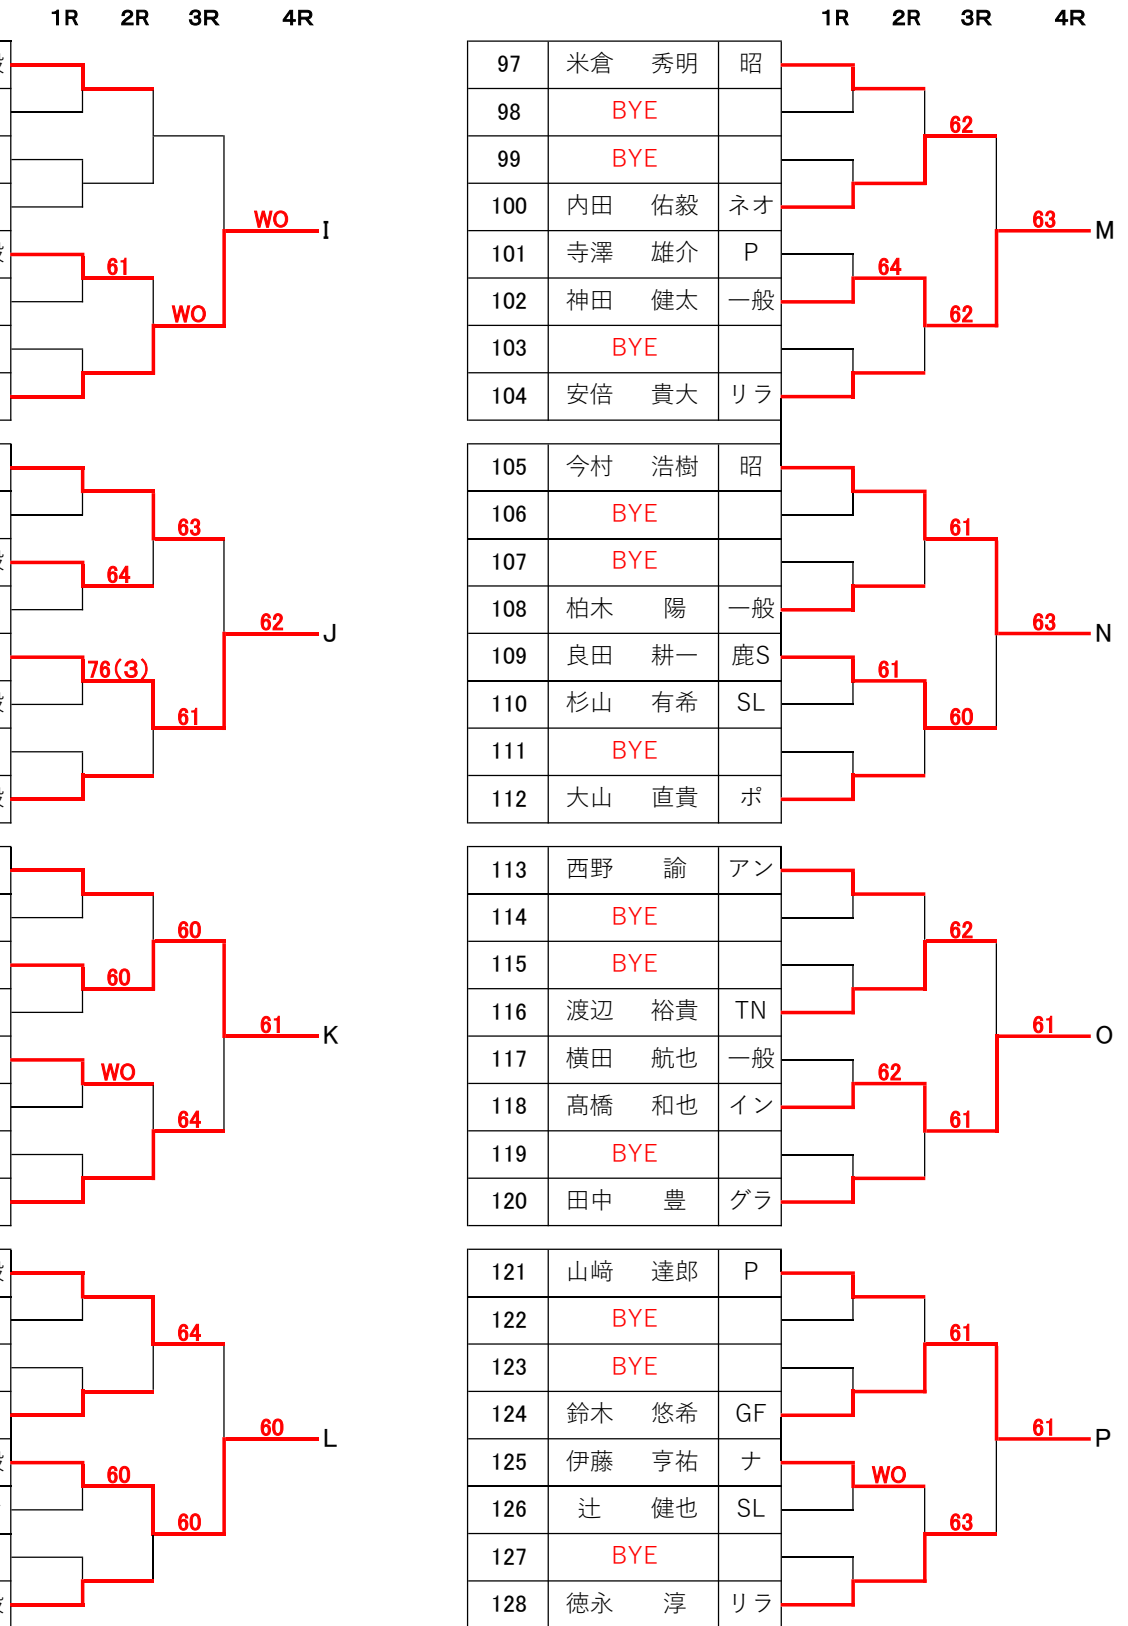 1R 2R 3R 4R 1R 2R 3R 4R
97 米倉 秀明 昭
98 BYE
62
99 BYE
100 内田 佑毅 ネオ
WO I 63 M
101 寺澤 雄介 P
61 64
102 神田 健太 一般
WO 62
103 BYE
104 安倍 貴大 リラ
105 今村 浩樹 昭
106 BYE
63 61
107 BYE
64
108 柏木 陽 一般
62 J 63 N
109 良田 耕一 鹿S
76(3) 61
110 杉山 有希 SL
61 60
111 BYE
112 大山 直貴 ポ
113 西野 諭 アン
114 BYE
60 62
115 BYE
60
116 渡辺 裕貴 TN
61 K 61 O
117 横田 航也 一般
WO 62
118 髙橋 和也 イン
64 61
119 BYE
120 田中 豊 グラ
121 山﨑 達郎 P
122 BYE
64 61
123 BYE
124 鈴木 悠希 GF
60 L 61 P
125 伊藤 亨祐 ナ
60 WO
126 辻 健也 SL
60 63
127 BYE
128 徳永 淳 リラ